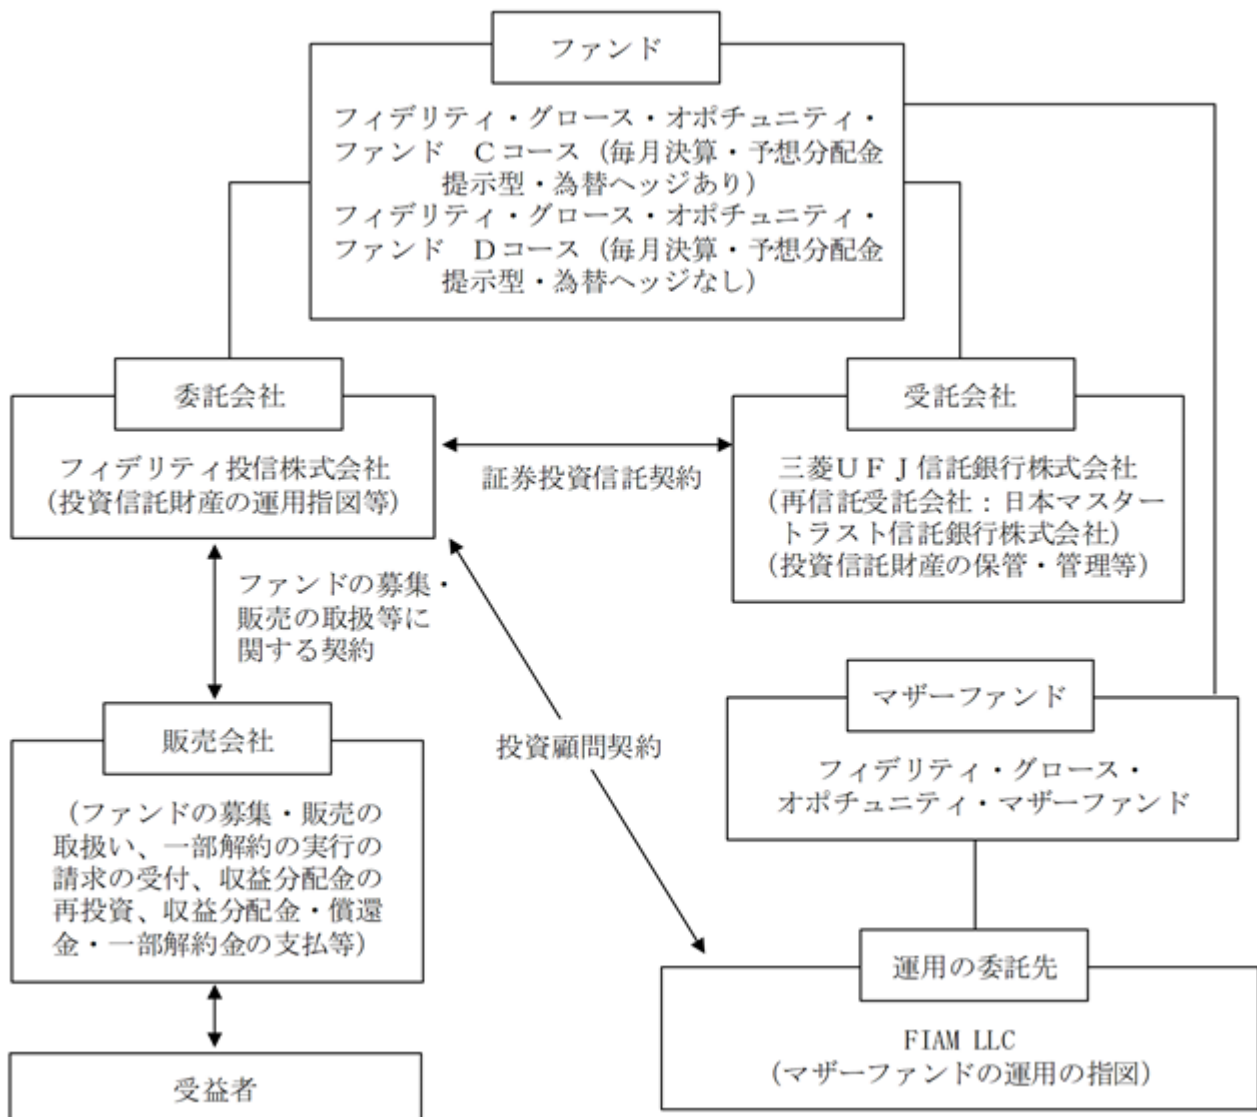 ファンド
フィデリティ・グロース・オポチュニティ・
ファンド　Ｃコース（毎月決算・予想分配金
提示型・為替ヘッジあり）
フィデリティ・グロース・オポチュニティ・
ファンド　Ｄコース（毎月決算・予想分配金
提示型・為替ヘッジなし）
委託会社
フィデリティ投信株式会社
（投資信託財産の運用指図等）
証券投資信託契約
受託会社
三菱ＵＦＪ信託銀行株式会社
（再信託受託会社：日本マスター
トラスト信託銀行株式会社）
（投資信託財産の保管・管理等）
ファンドの募集・
販売の取扱等に
関する契約
販売会社
（ファンドの募集・販売の
取扱い、一部解約の実行の
請求の受付、収益分配金の
再投資、収益分配金・償還
金・一部解約金の支払等）
投資顧問契約
マザーファンド
フィデリティ・グロース・
オポチュニティ・マザーファンド
運用の委託先
FIAM LLC
（マザーファンドの運用の指図）
受益者